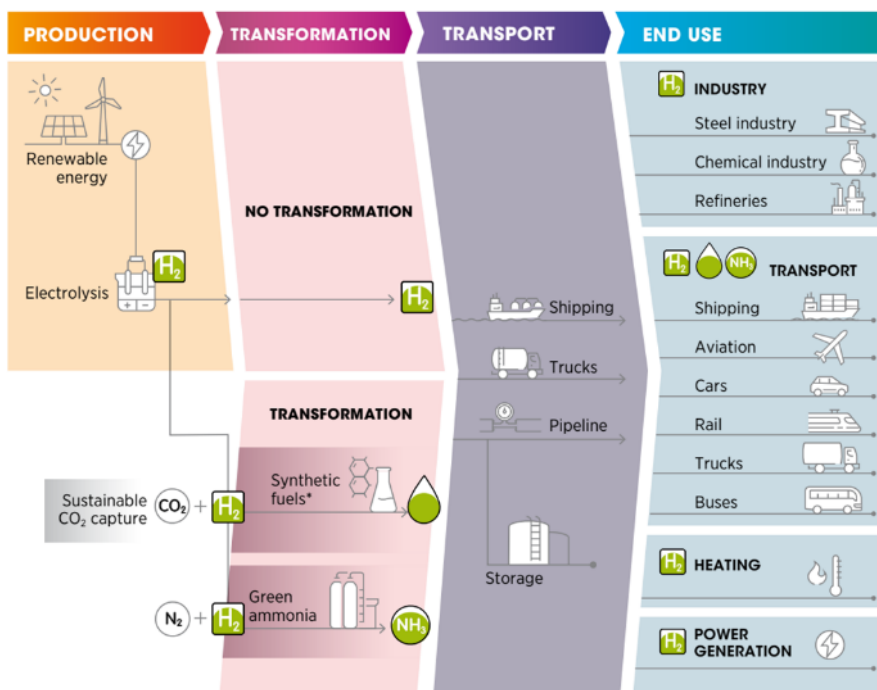 PRODUCTION
TRANSFORMATION
TRANSPORT
END USE
Renewable
energy
Electrolysis
H₂
+ −
NO TRANSFORMATION
H₂
TRANSFORMATION
Sustainable
CO₂ capture
CO₂ + H₂
Synthetic
fuels*
N₂ + H₂
Green
ammonia
NH₃
Shipping
Trucks
Pipeline
Storage
H₂ INDUSTRY
Steel industry
Chemical industry
Refineries
H₂ NH₃ TRANSPORT
Shipping
Aviation
Cars
Rail
Trucks
Buses
H₂ HEATING
H₂ POWER
GENERATION